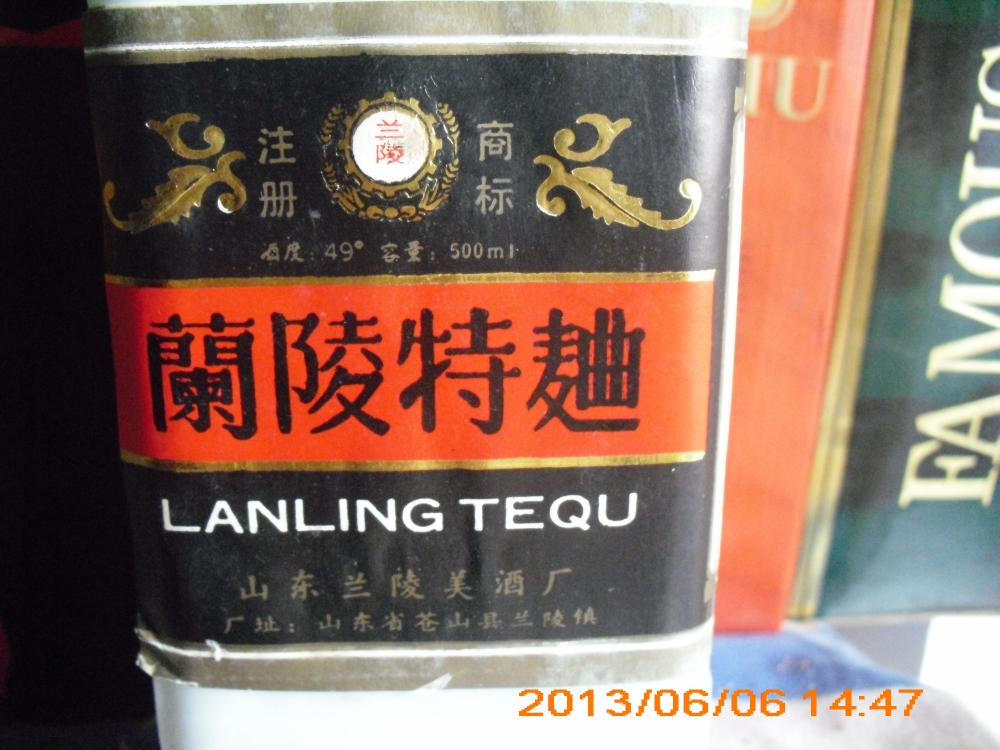 注册
兰陵
商标
酒度:49° 容量:500ml
蘭陵特麯
LANLING TEQU
山东兰陵美酒厂
厂址:山东省苍山县兰陵镇
FAMOUS
2013/06/06 14:47